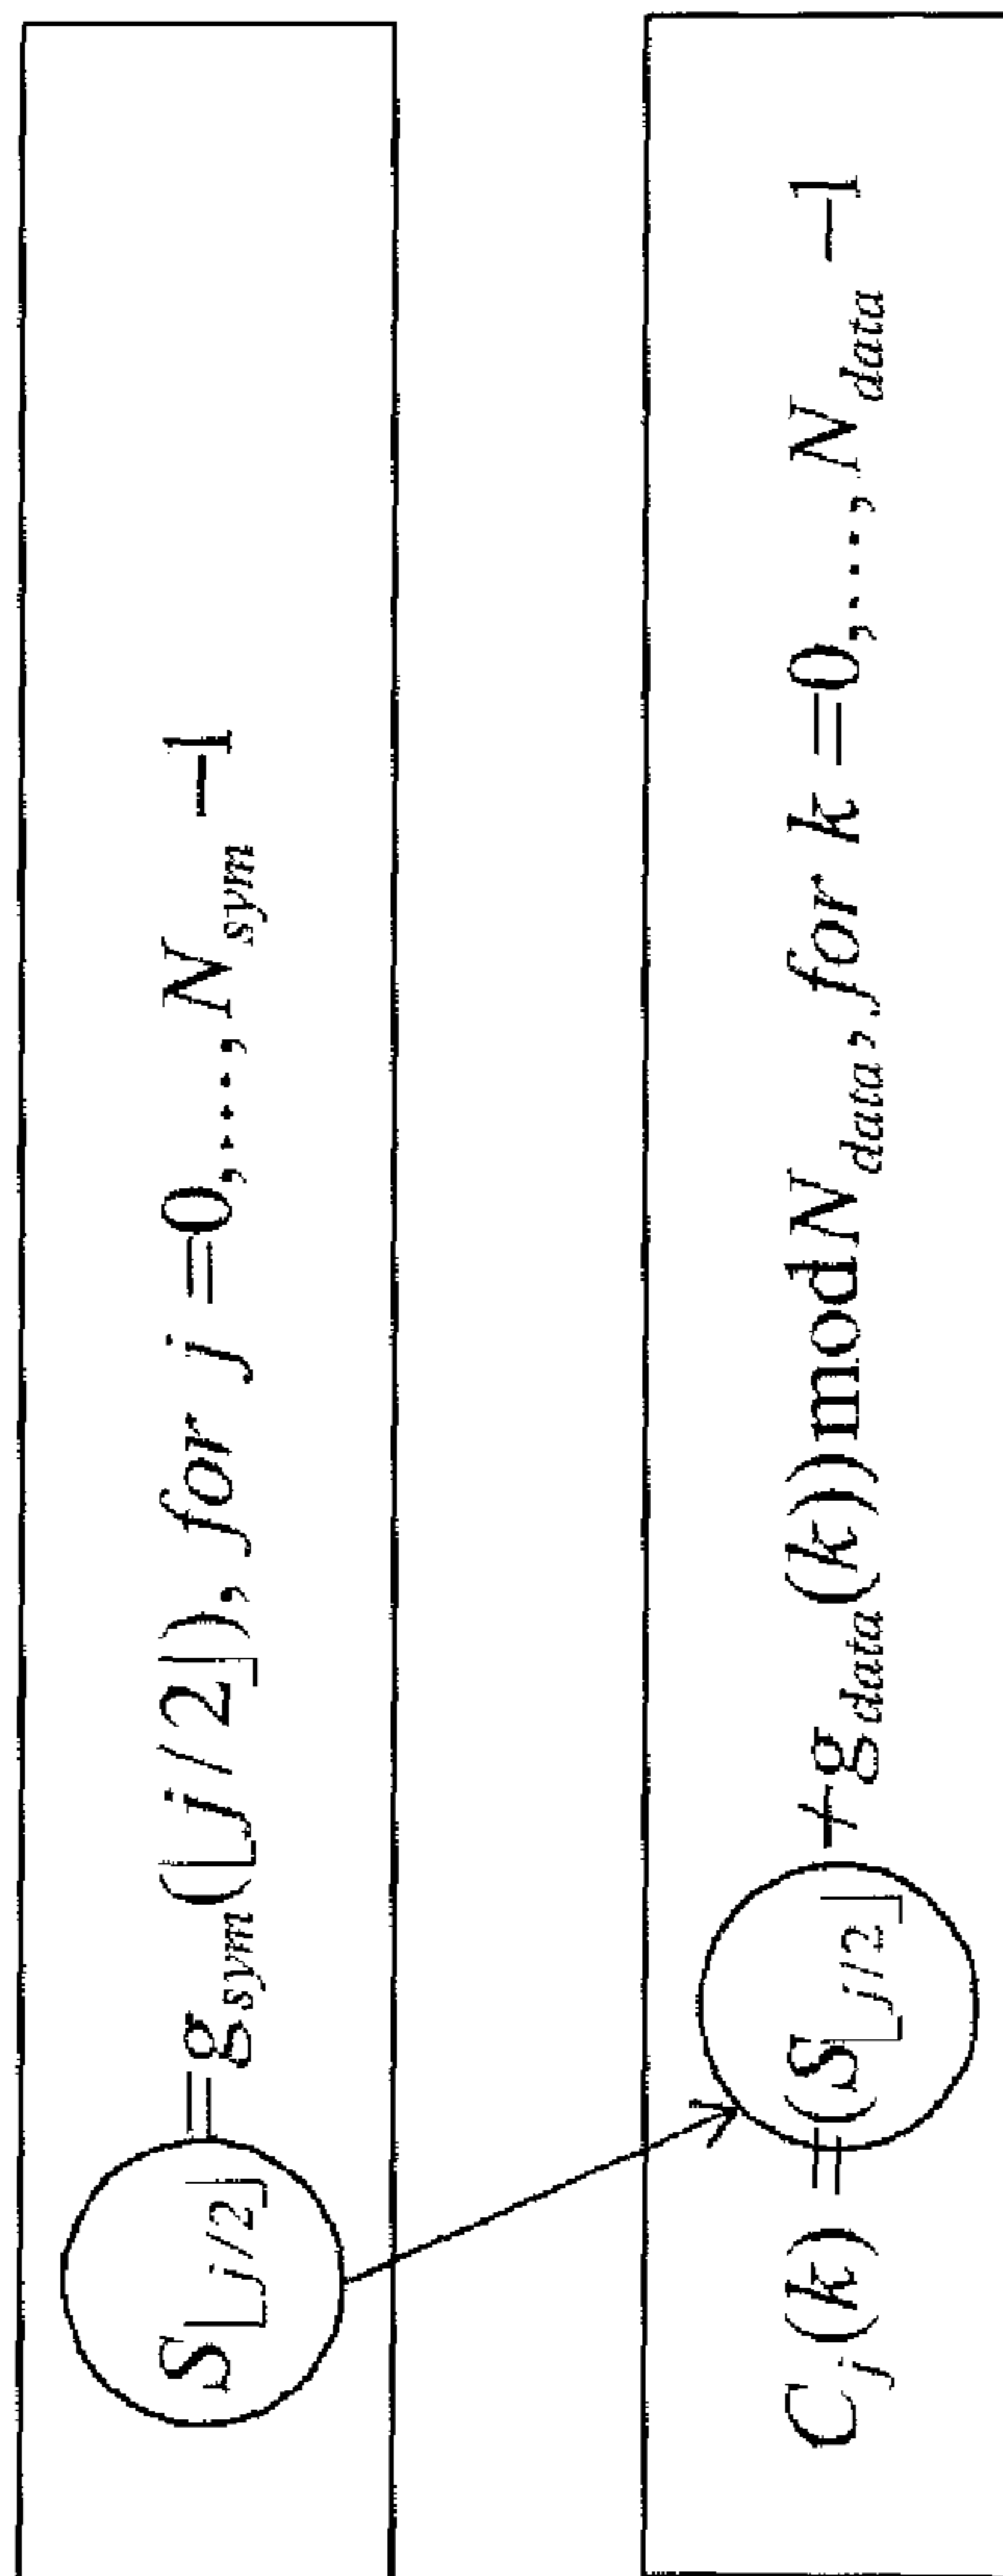 S⌊j/2⌋ =g_sym(⌊j/2⌋), for j =0,...,N_sym −1
C_j(k) =(S⌊j/2⌋ +g_data(k))mod N_data, for k =0,...,N_data −1